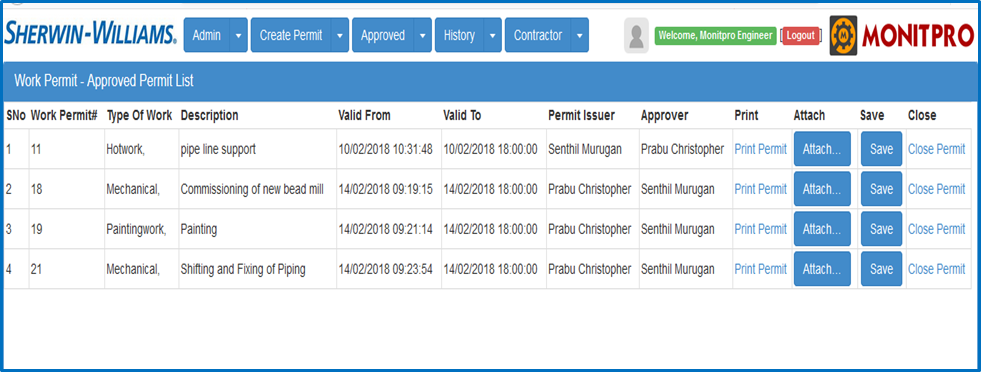 SHERWIN-WILLIAMS. Admin Create Permit Approved History Contractor Welcome, Monitpro Engineer [Logout] M MONITPRO
Work Permit - Approved Permit List
SNo Work Permit# Type Of Work Description Valid From Valid To Permit Issuer Approver Print Attach Save Close
1 11 Hotwork, pipe line support 10/02/2018 10:31:48 10/02/2018 18:00:00 Senthil Murugan Prabu Christopher Print Permit Attach... Save Close Permit
2 18 Mechanical, Commissioning of new bead mill 14/02/2018 09:19:15 14/02/2018 18:00:00 Prabu Christopher Senthil Murugan Print Permit Attach... Save Close Permit
3 19 Paintingwork, Painting 14/02/2018 09:21:14 14/02/2018 18:00:00 Prabu Christopher Senthil Murugan Print Permit Attach... Save Close Permit
4 21 Mechanical, Shifting and Fixing of Piping 14/02/2018 09:23:54 14/02/2018 18:00:00 Prabu Christopher Senthil Murugan Print Permit Attach... Save Close Permit